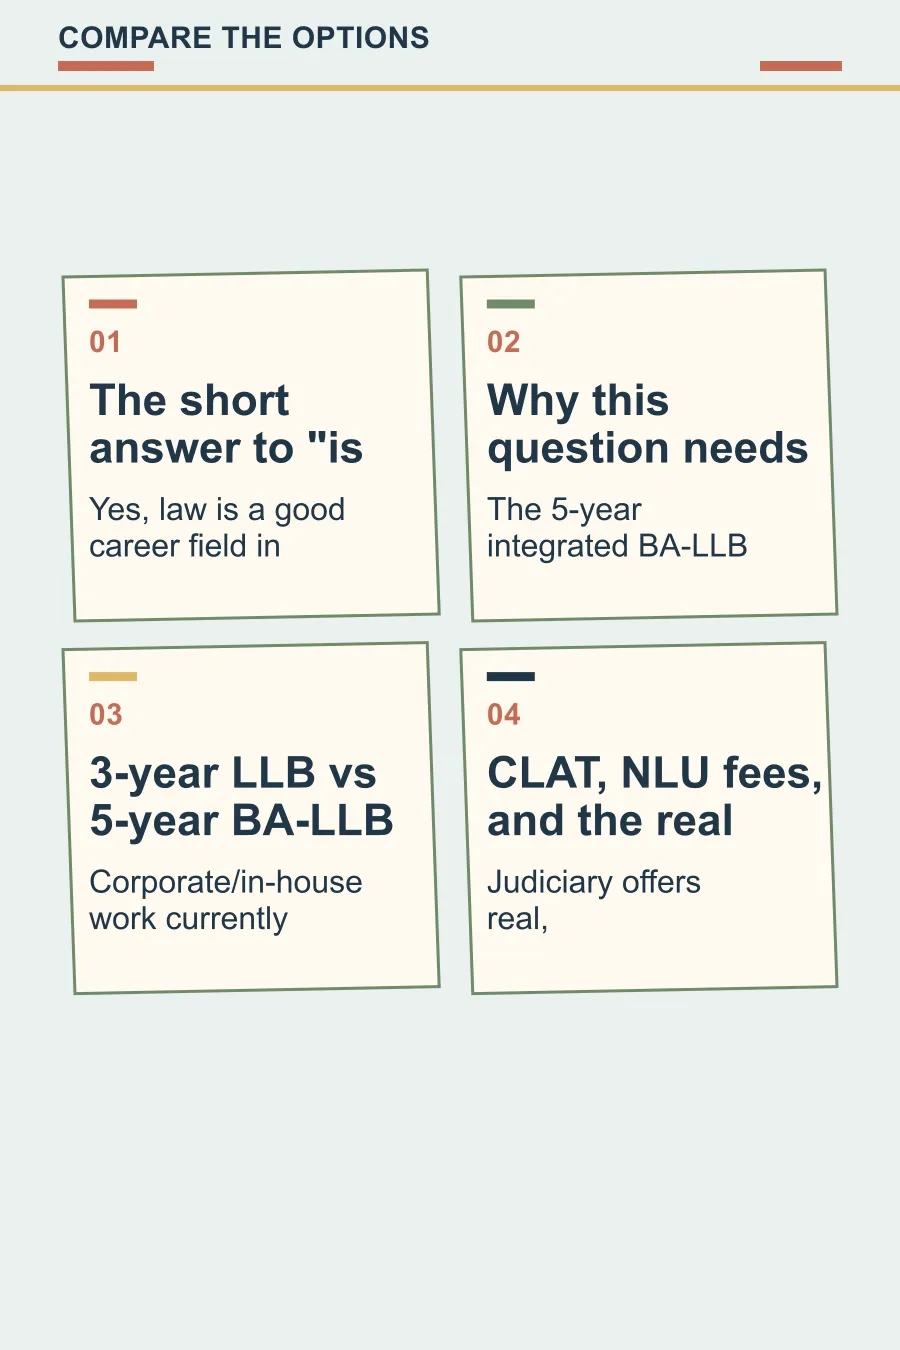 COMPARE THE OPTIONS
01
The short
answer to "is
Yes, law is a good
career field in
02
Why this
question needs
The 5-year
integrated BA-LLB
03
3-year LLB vs
5-year BA-LLB
Corporate/in-house
work currently
04
CLAT, NLU fees,
and the real
Judiciary offers
real,